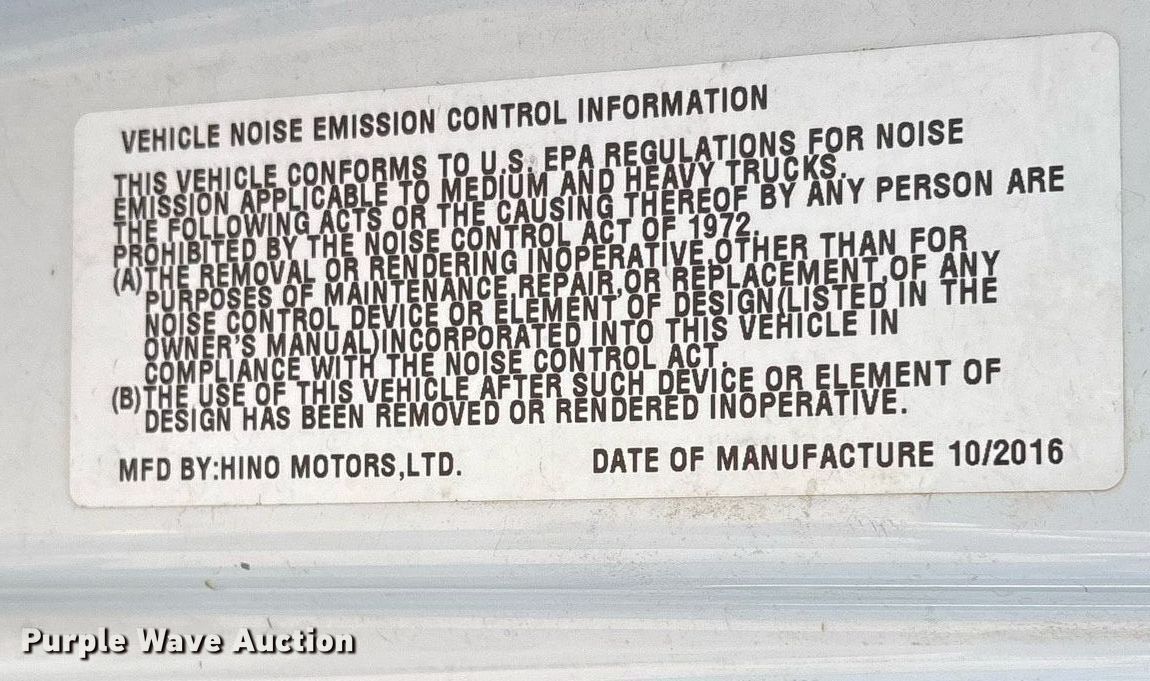 VEHICLE NOISE EMISSION CONTROL INFORMATION
THIS VEHICLE CONFORMS TO U.S. EPA REGULATIONS FOR NOISE
EMISSION APPLICABLE TO MEDIUM AND HEAVY TRUCKS.
THE FOLLOWING ACTS OR THE CAUSING THEREOF BY ANY PERSON ARE
PROHIBITED BY THE NOISE CONTROL ACT OF 1972.
(A)THE REMOVAL OR RENDERING INOPERATIVE,OTHER THAN FOR
PURPOSES OF MAINTENANCE,REPAIR,OR REPLACEMENT,OF ANY
NOISE CONTROL DEVICE OR ELEMENT OF DESIGN(LISTED IN THE
OWNER'S MANUAL)INCORPORATED INTO THIS VEHICLE IN
COMPLIANCE WITH THE NOISE CONTROL ACT.
(B)THE USE OF THIS VEHICLE AFTER SUCH DEVICE OR ELEMENT OF
DESIGN HAS BEEN REMOVED OR RENDERED INOPERATIVE.
MFD BY:HINO MOTORS,LTD. DATE OF MANUFACTURE 10/2016
Purple Wave Auction